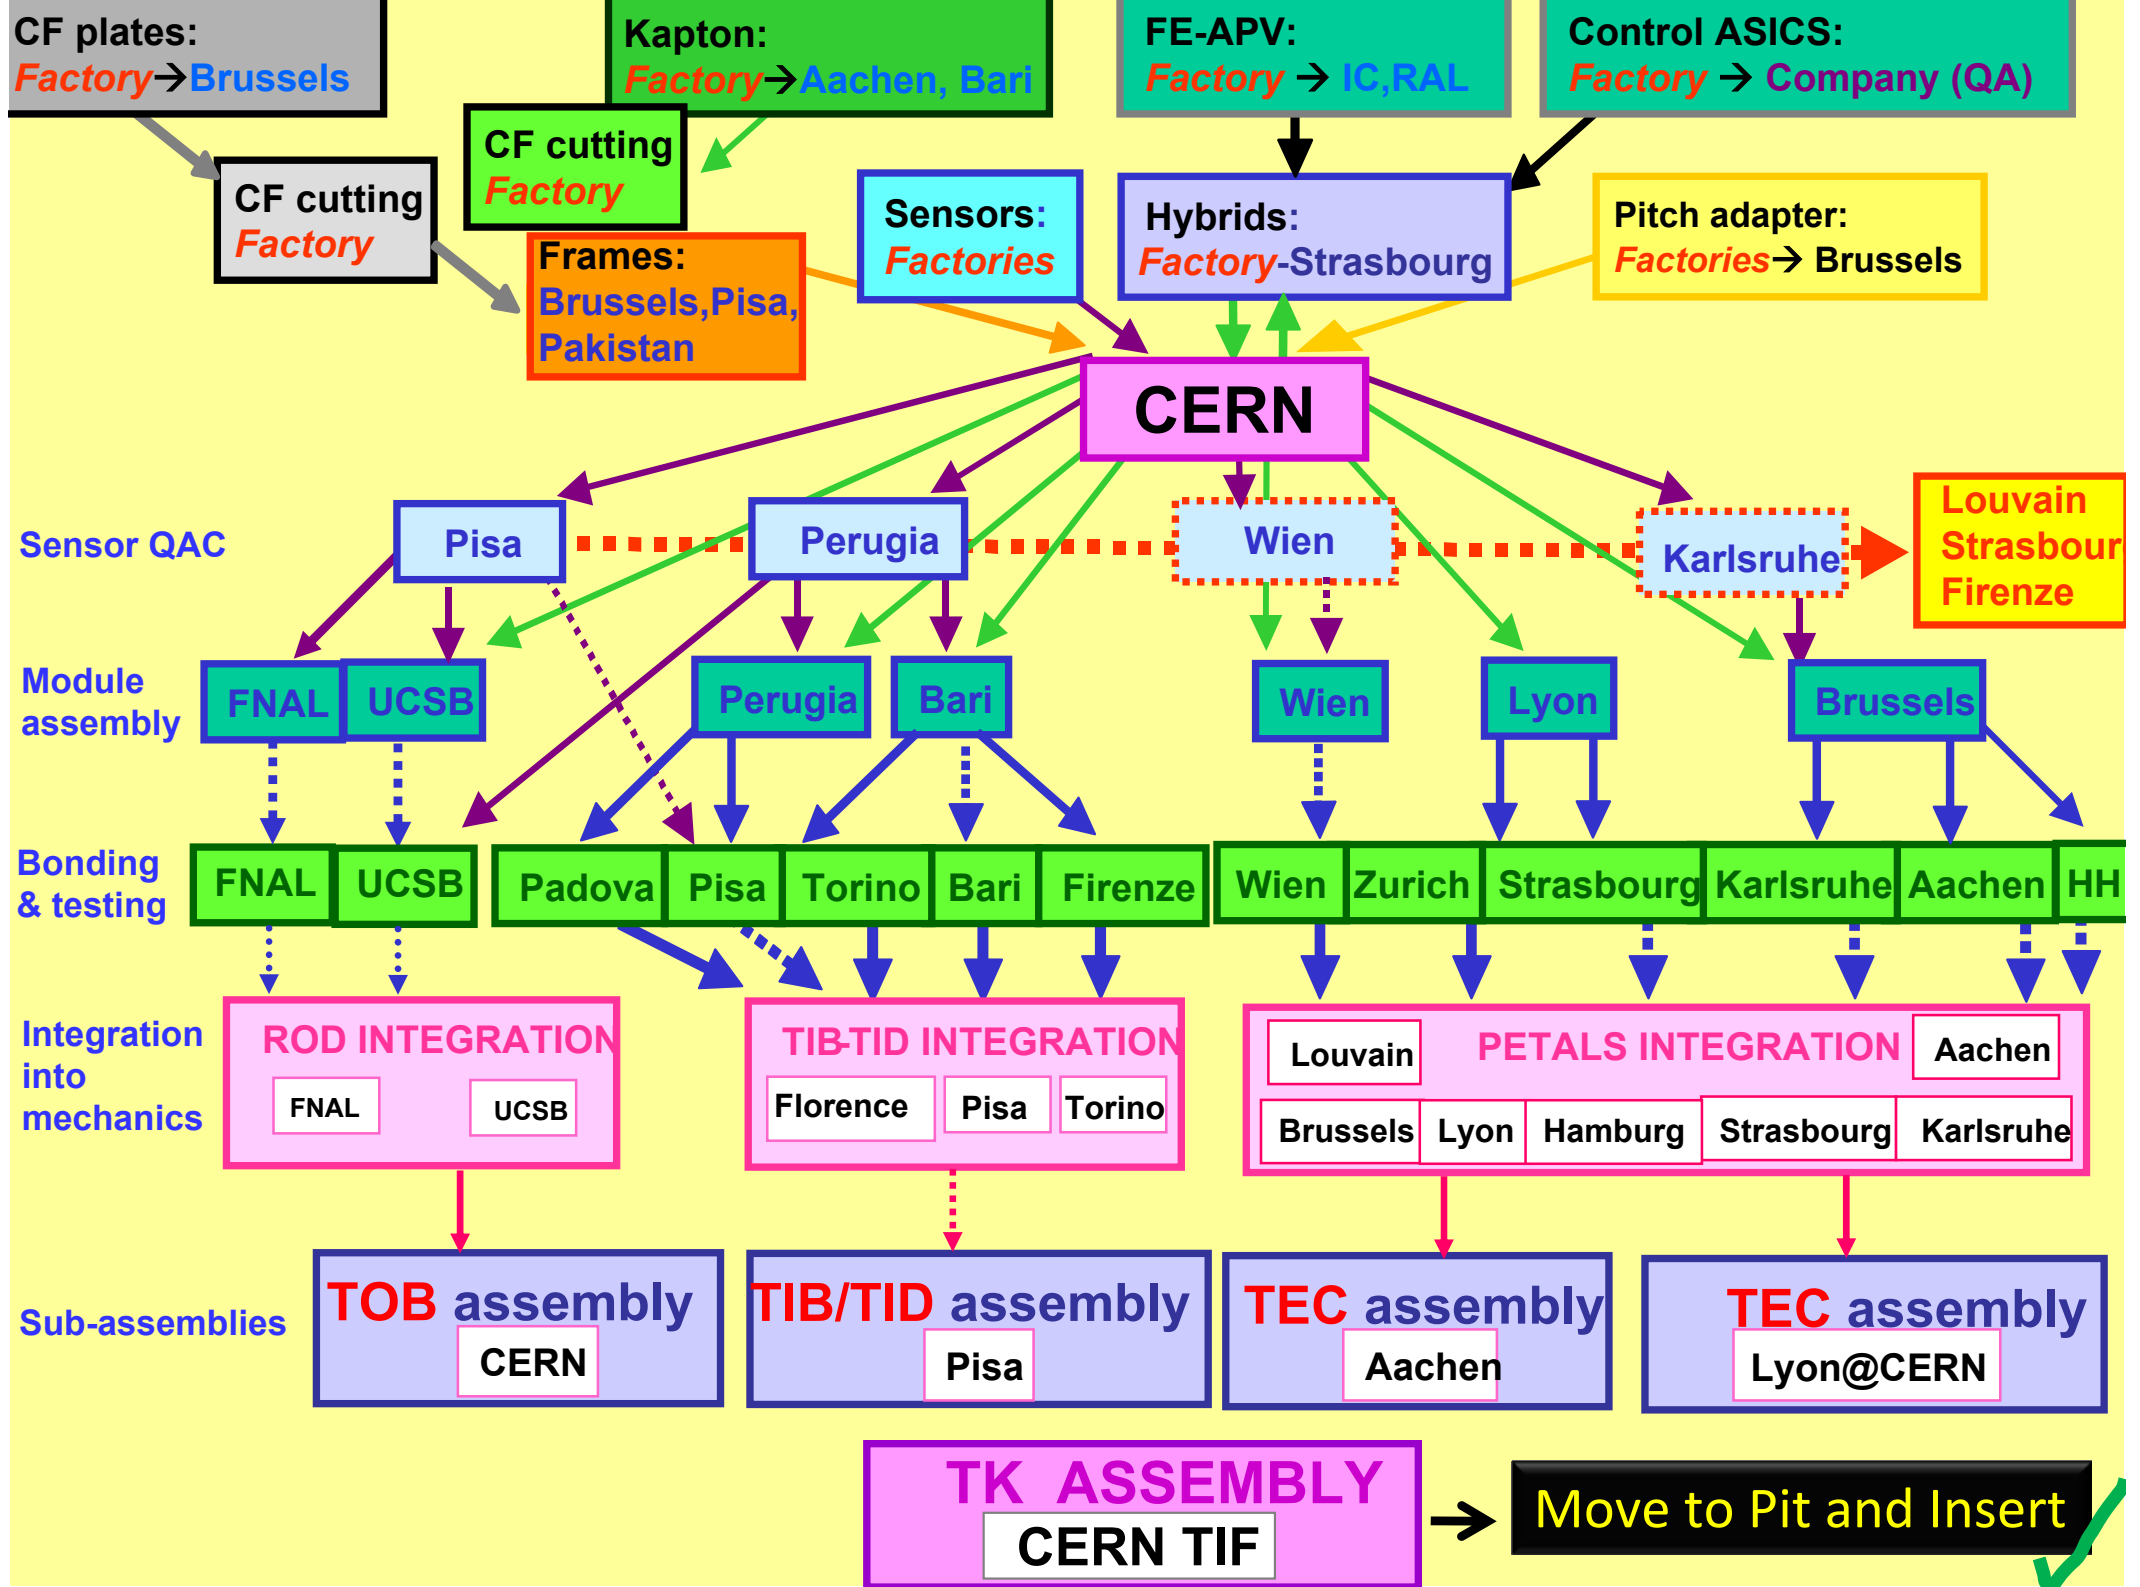 CF plates:
Factory→Brussels
Kapton:
Factory→Aachen, Bari
FE-APV:
Factory → IC,RAL
Control ASICS:
Factory → Company (QA)
CF cutting
Factory
CF cutting
Factory
Frames:
Brussels,Pisa,
Pakistan
Sensors:
Factories
Hybrids:
Factory-Strasbourg
Pitch adapter:
Factories→ Brussels
CERN
Sensor QAC
Pisa
Perugia
Wien
Karlsruhe
Louvain
Strasbour
Firenze
Module
assembly
FNAL
UCSB
Perugia
Bari
Wien
Lyon
Brussels
Bonding
& testing
FNAL
UCSB
Padova
Pisa
Torino
Bari
Firenze
Wien
Zurich
Strasbourg
Karlsruhe
Aachen
HH
Integration
into
mechanics
ROD INTEGRATION
FNAL
UCSB
TIB-TID INTEGRATION
Florence
Pisa
Torino
PETALS INTEGRATION
Louvain
Aachen
Brussels
Lyon
Hamburg
Strasbourg
Karlsruhe
Sub-assemblies
TOB assembly
CERN
TIB/TID assembly
Pisa
TEC assembly
Aachen
TEC assembly
Lyon@CERN
TK ASSEMBLY
CERN TIF
Move to Pit and Insert